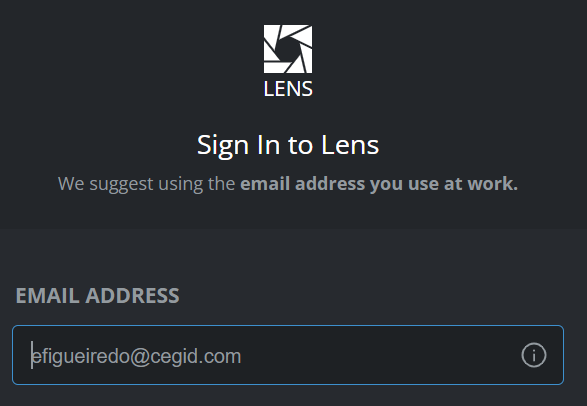 LENS
Sign In to Lens
We suggest using the email address you use at work.
EMAIL ADDRESS
efigueiredo@cegid.com